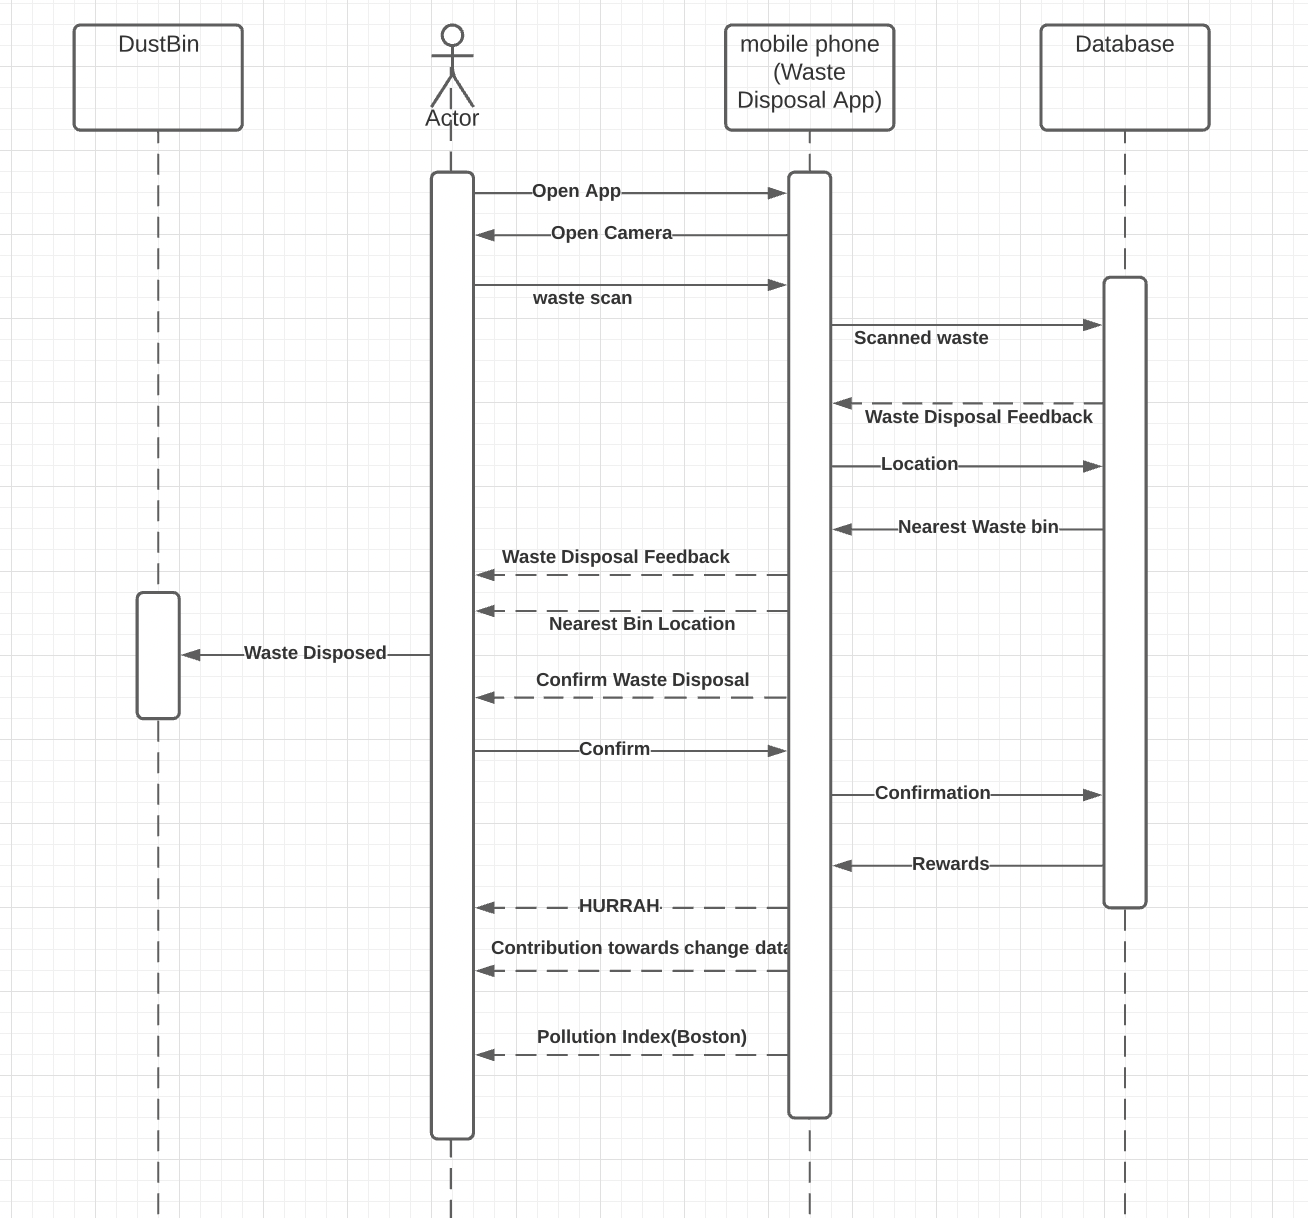 DustBin
Actor
mobile phone
(Waste
Disposal App)
Database
Open App
Open Camera
waste scan
Scanned waste
Waste Disposal Feedback
Location
Nearest Waste bin
Waste Disposal Feedback
Nearest Bin Location
Waste Disposed
Confirm Waste Disposal
Confirm
Confirmation
Rewards
HURRAH
Contribution towards change data
Pollution Index(Boston)